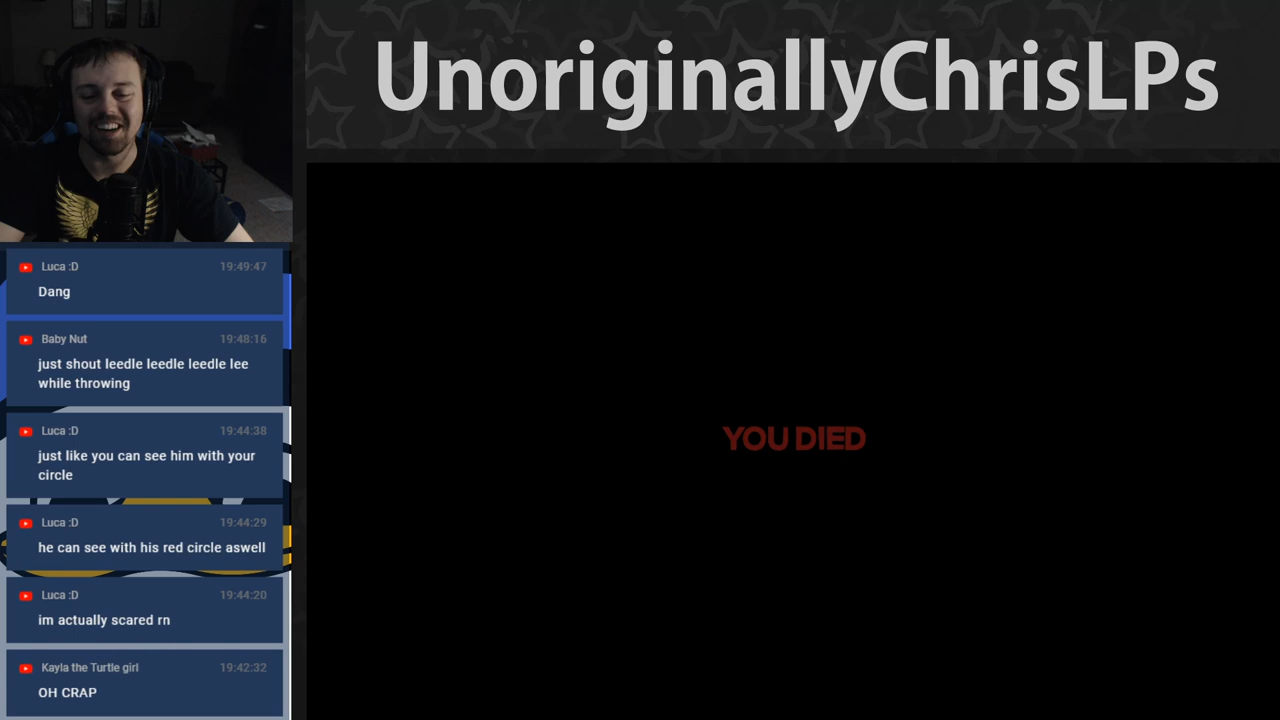 UnoriginallyChrisLPs
Luca :D 19:49:47
Dang
Baby Nut 19:48:16
just shout leedle leedle leedle lee
while throwing
Luca :D 19:44:38
just like you can see him with your
circle
Luca :D 19:44:29
he can see with his red circle aswell
Luca :D 19:44:20
im actually scared rn
Kayla the Turtle girl 19:42:32
OH CRAP
YOU DIED